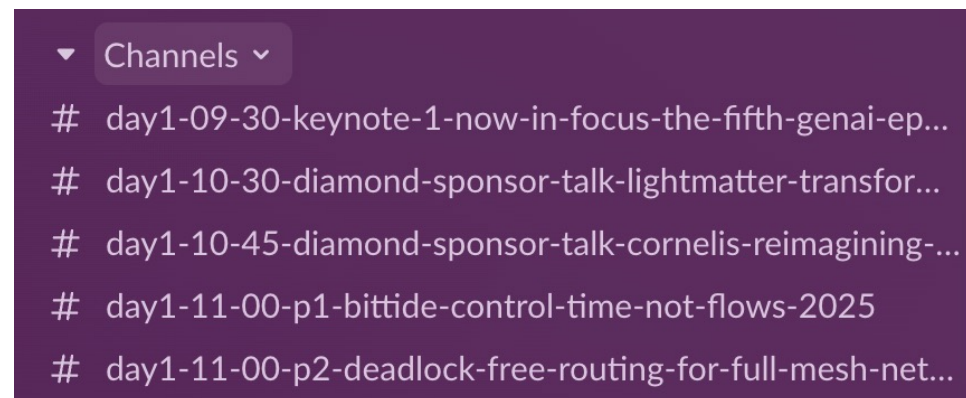 Channels
# day1-09-30-keynote-1-now-in-focus-the-fifth-genai-ep...
# day1-10-30-diamond-sponsor-talk-lightmatter-transfor...
# day1-10-45-diamond-sponsor-talk-cornelis-reimagining-...
# day1-11-00-p1-bittide-control-time-not-flows-2025
# day1-11-00-p2-deadlock-free-routing-for-full-mesh-net...